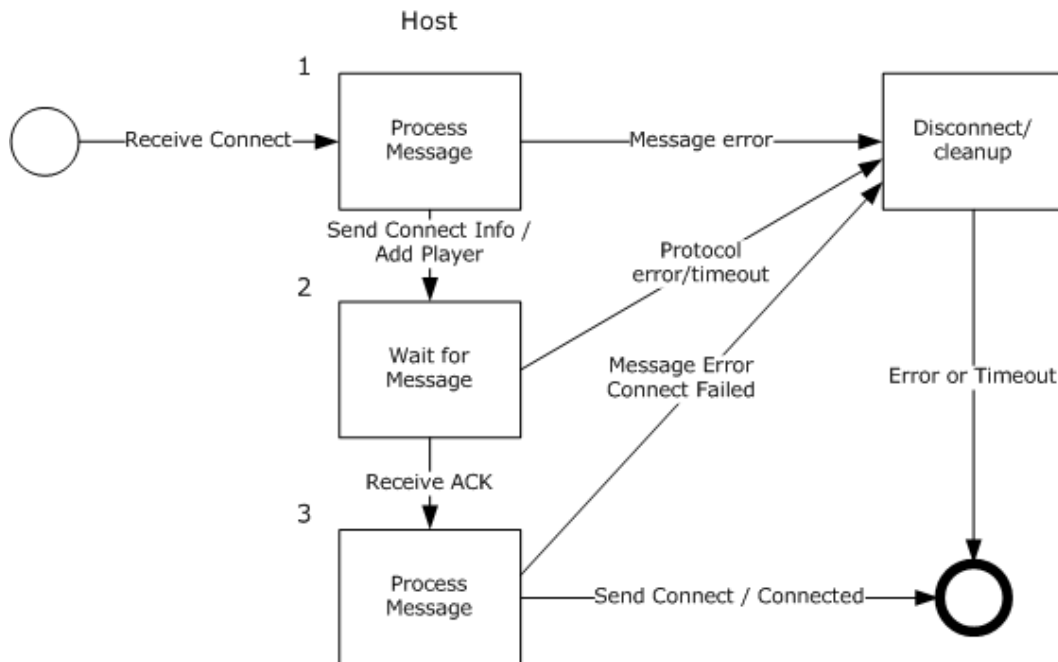 Host
1
Process
Message
Receive Connect
Message error
Disconnect/
cleanup
Send Connect Info /
Add Player
2
Wait for
Message
Protocol
error/timeout
Message Error
Connect Failed
Error or Timeout
Receive ACK
3
Process
Message
Send Connect / Connected